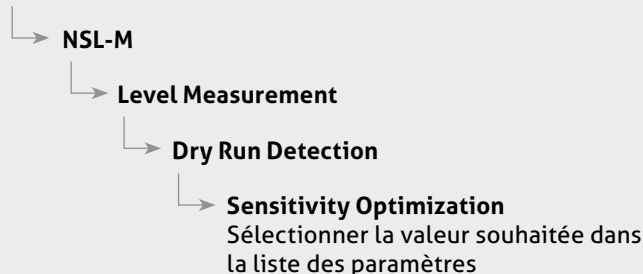 NSL-M
Level Measurement
Dry Run Detection
Sensitivity Optimization
Sélectionner la valeur souhaitée dans
la liste des paramètres